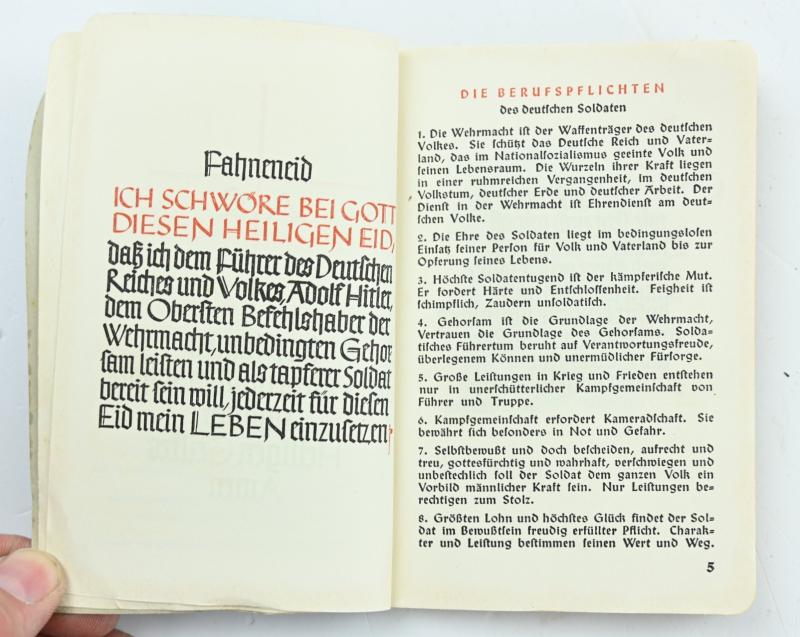 Fahneneid
ICH SCHWÖRE BEI GOTT
DIESEN HEILIGEN EID,
daß ich dem Führer des Deutschen
Reiches und Volkes, Adolf Hitler,
dem Obersten Befehlshaber der
Wehrmacht, unbedingten Gehor
sam leisten und als tapferer Soldat
bereit sein will, jederzeit für diesen
Eid mein LEBEN einzusetzen
DIE BERUFSPFLICHTEN
des deutschen Soldaten
1. Die Wehrmacht ist der Waffenträger des deutschen
Volkes. Sie schützt das Deutsche Reich und Vater-
land, das im Nationalsozialismus geeinte Volk und
seinen Lebensraum. Die Wurzeln ihrer Kraft liegen
in einer ruhmreichen Vergangenheit, im deutschen
Volkstum, deutscher Erde und deutscher Arbeit. Der
Dienst in der Wehrmacht ist Ehrendienst am deut-
schen Volke.
2. Die Ehre des Soldaten liegt im bedingungslosen
Einsatz seiner Person für Volk und Vaterland bis zur
Opferung seines Lebens.
3. Höchste Soldatentugend ist der kämpferische Mut.
Er fordert Härte und Entschlossenheit. Feigheit ist
schimpflich, Zaudern unsoldatisch.
4. Gehorsam ist die Grundlage der Wehrmacht,
Vertrauen die Grundlage des Gehorsams. Solda-
tisches Führertum beruht auf Verantwortungsfreude,
überlegenem Können und unermüdlicher Fürsorge.
5. Große Leistungen in Krieg und Frieden entstehen
nur in unerschütterlicher Kampfgemeinschaft von
Führer und Truppe.
6. Kampfgemeinschaft erfordert Kameradschaft. Sie
bewährt sich besonders in Not und Gefahr.
7. Selbstbewußt und doch bescheiden, aufrecht und
treu, gottesfürchtig und wahrhaft, verschwiegen und
unbestechlich soll der Soldat dem ganzen Volk ein
Vorbild männlicher Kraft sein. Nur Leistungen be-
rechtigen zum Stolz.
8. Größten Lohn und höchstes Glück findet der Sol-
dat im Bewußtsein freudig erfüllter Pflicht. Charak-
ter und Leistung bestimmen seinen Wert und Weg.
5